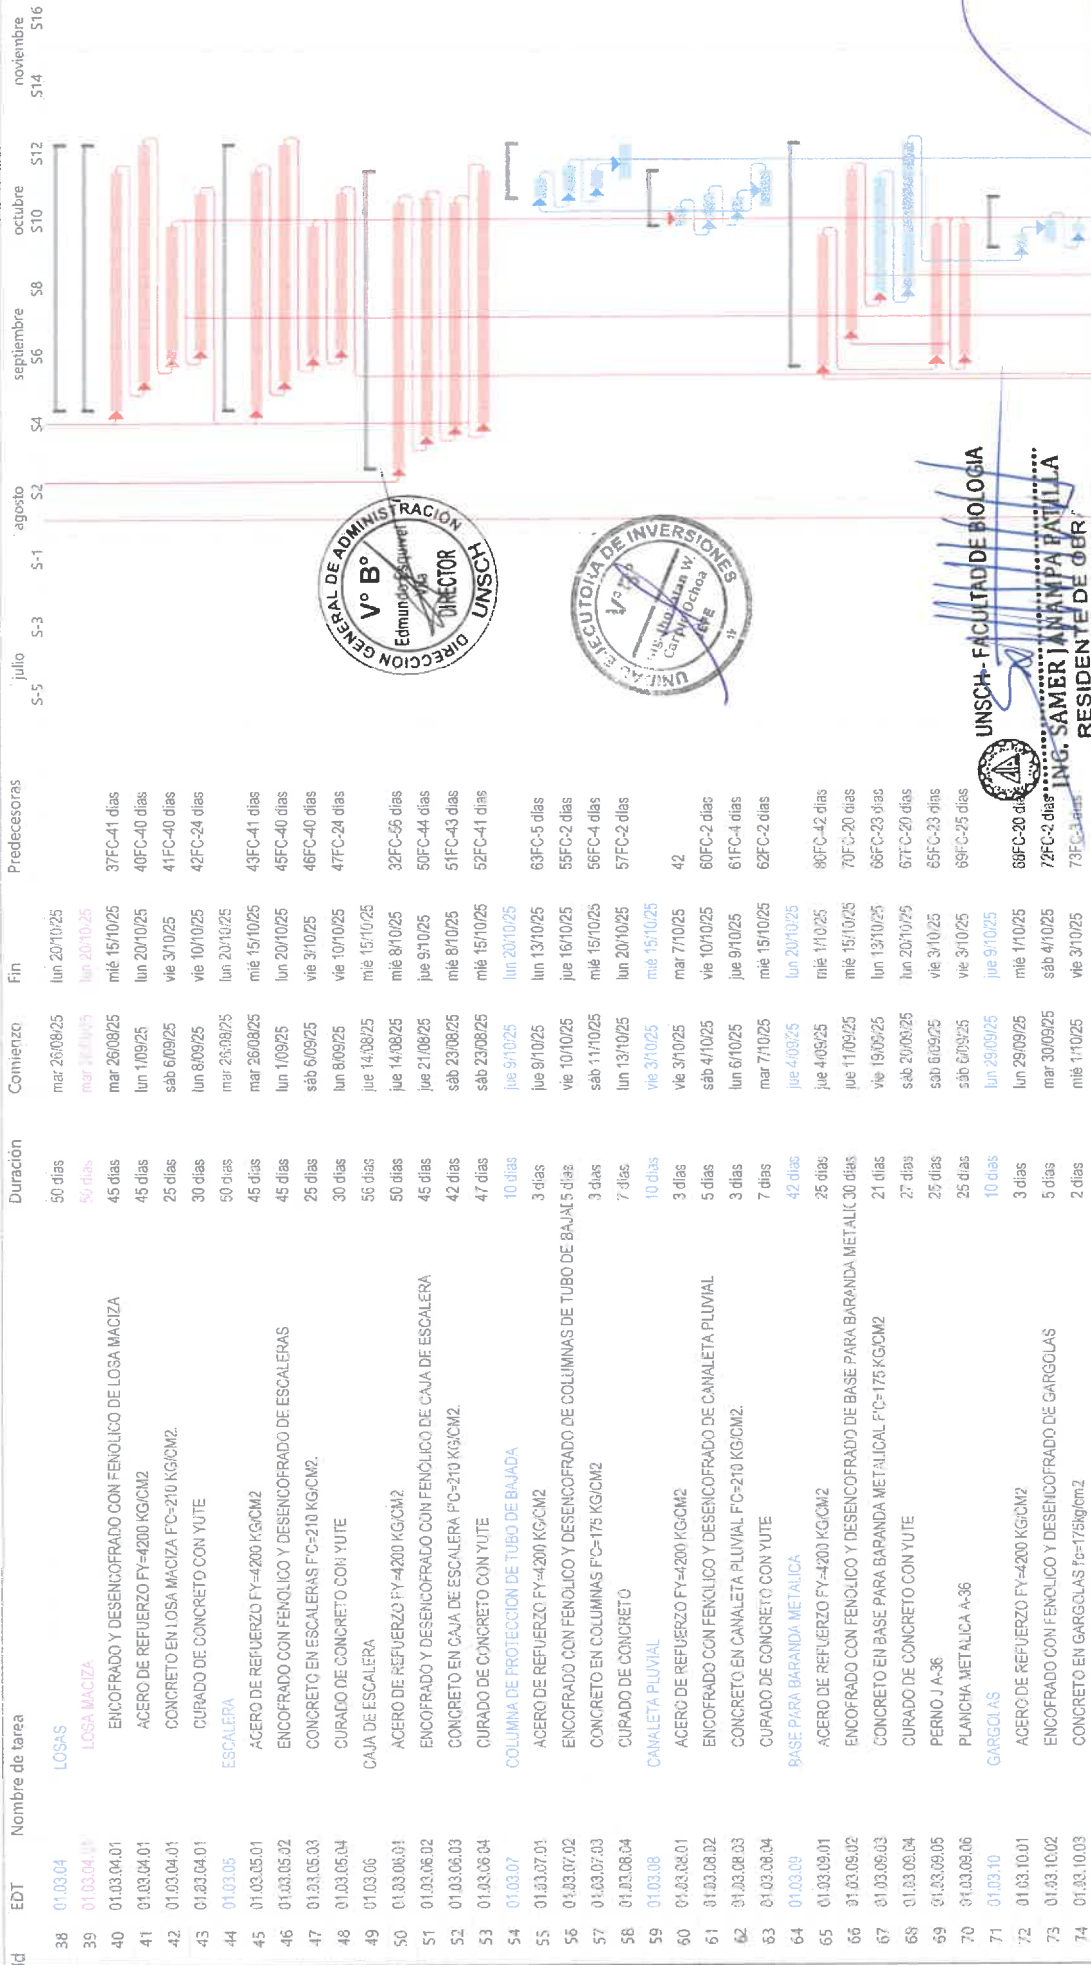 Id EDT Nombre de tarea Duración Comienzo Fin Predecesoras julio agosto septiembre octubre noviembre
S-5 S-3 S-1 S2 S4 S6 S8 S10 S12 S14 S16
38 01.03.04 LOSAS 50 días mar 26/08/25 lun 20/10/25
39 01.03.04. LOSA MACIZA 50 días mar 26/08/25 lun 20/10/25
40 01.03.04.01 ENCOFRADO Y DESENCOFRADO CON FENOLICO DE LOSA MACIZA 45 días mar 26/08/25 mié 15/10/25 37FC-41 días
41 01.03.04.01 ACERO DE REFUERZO FY=4200 KG/CM2 45 días lun 1/09/25 lun 20/10/25 40FC-40 días
42 01.03.04.01 CONCRETO EN LOSA MACIZA F'C=210 KG/CM2. 25 días sáb 6/09/25 vie 3/10/25 41FC-40 días
43 01.03.04.01 CURADO DE CONCRETO CON YUTE 30 días lun 8/09/25 vie 10/10/25 42FC-24 días
44 01.03.05 ESCALERA 50 días mar 26/08/25 lun 20/10/25
45 01.03.05.01 ACERO DE REFUERZO FY=4200 KG/CM2 45 días mar 26/08/25 mié 15/10/25 43FC-41 días
46 01.03.05.02 ENCOFRADO CON FENOLICO Y DESENCOFRADO DE ESCALERAS 45 días lun 1/09/25 lun 20/10/25 45FC-40 días
47 01.03.05.03 CONCRETO EN ESCALERAS F'C=210 KG/CM2. 25 días sáb 6/09/25 vie 3/10/25 46FC-40 días
48 01.03.05.04 CURADO DE CONCRETO CON YUTE 30 días lun 8/09/25 vie 10/10/25 47FC-24 días
49 01.03.06 CAJA DE ESCALERA 56 días jue 14/08/25 mié 15/10/25
50 01.03.06.01 ACERO DE REFUERZO FY=4200 KG/CM2 50 días jue 14/08/25 mié 8/10/25 32FC-56 días
51 01.03.06.02 ENCOFRADO Y DESENCOFRADO CON FENÓLICO DE CAJA DE ESCALERA 45 días jue 21/08/25 jue 9/10/25 50FC-44 días
52 01.03.06.03 CONCRETO EN CAJA DE ESCALERA F'C=210 KG/CM2. 42 días sáb 23/08/25 mié 8/10/25 51FC-43 días
53 01.03.06.04 CURADO DE CONCRETO CON YUTE 47 días sáb 23/08/25 mié 15/10/25 52FC-41 días
54 01.03.07 COLUMNA DE PROTECCION DE TUBO DE BAJADA 10 días jue 9/10/25 lun 20/10/25
55 01.03.07.01 ACERO DE REFUERZO FY=4200 KG/CM2 3 días jue 9/10/25 lun 13/10/25 63FC-5 días
56 01.03.07.02 ENCOFRADO CON FENOLICO Y DESENCOFRADO DE COLUMNAS DE TUBO DE BAJAD 5 días vie 10/10/25 jue 16/10/25 55FC-2 días
57 01.03.07.03 CONCRETO EN COLUMNAS F'C=175 KG/CM2 3 días sáb 11/10/25 mié 15/10/25 56FC-4 días
58 01.03.08.04 CURADO DE CONCRETO 7 días lun 13/10/25 lun 20/10/25 57FC-2 días
59 01.03.08 CANALETA PLUVIAL 10 días vie 3/10/25 mié 15/10/25
60 01.03.08.01 ACERO DE REFUERZO FY=4200 KG/CM2 3 días vie 3/10/25 mar 7/10/25 42
61 01.03.08.02 ENCOFRADO CON FENOLICO Y DESENCOFRADO DE CANALETA PLUVIAL 5 días sáb 4/10/25 vie 10/10/25 60FC-2 días
62 01.03.08.03 CONCRETO EN CANALETA PLUVIAL F'C=210 KG/CM2. 3 días lun 6/10/25 jue 9/10/25 61FC-4 días
63 01.03.08.04 CURADO DE CONCRETO CON YUTE 7 días mar 7/10/25 mié 15/10/25 62FC-2 días
64 01.03.09 BASE PARA BARANDA METALICA 42 días jue 4/09/25 lun 20/10/25
65 01.03.09.01 ACERO DE REFUERZO FY=4200 KG/CM2 25 días jue 4/09/25 mié 1/10/25 80FC-42 días
66 01.03.09.02 ENCOFRADO CON FENOLICO Y DESENCOFRADO DE BASE PARA BARANDA METALIC 30 días jue 11/09/25 mié 15/10/25 70FC-20 días
67 01.03.09.03 CONCRETO EN BASE PARA BARANDA METALICAL F'C=175 KG/CM2 21 días vie 19/09/25 lun 13/10/25 66FC-23 días
68 01.03.09.04 CURADO DE CONCRETO CON YUTE 27 días sáb 20/09/25 lun 20/10/25 67FC-20 días
69 01.03.09.05 PERNO J A-36 25 días sáb 6/09/25 vie 3/10/25 65FC-23 días
70 01.03.09.06 PLANCHA METALICA A-36 25 días sáb 6/09/25 vie 3/10/25 69FC-25 días
71 01.03.10 GARGOLAS 10 días lun 29/09/25 jue 9/10/25
72 01.03.10.01 ACERO DE REFUERZO FY=4200 KG/CM2 3 días lun 29/09/25 mié 1/10/25 68FC-20 días
73 01.03.10.02 ENCOFRADO CON FENOLICO Y DESENCOFRADO DE GARGOLAS 5 días mar 30/09/25 sáb 4/10/25 72FC-2 días
74 01.03.10.03 CONCRETO EN GARGOLAS f'c=175kg/cm2 2 días mié 1/10/25 vie 3/10/25 73FC-3 días
DIRECCION GENERAL DE ADMINISTRACIÓN
V° B°
Edmundo Esquivel
Vila
DIRECTOR
UNSCH
UNIDAD EJECUTORA DE INVERSIONES
V° B°
Carpio Ochoa
UNSCH - FACULTAD DE BIOLOGIA
ING. SAMER JANAMPA PATILLA
RESIDENTE DE OBRA